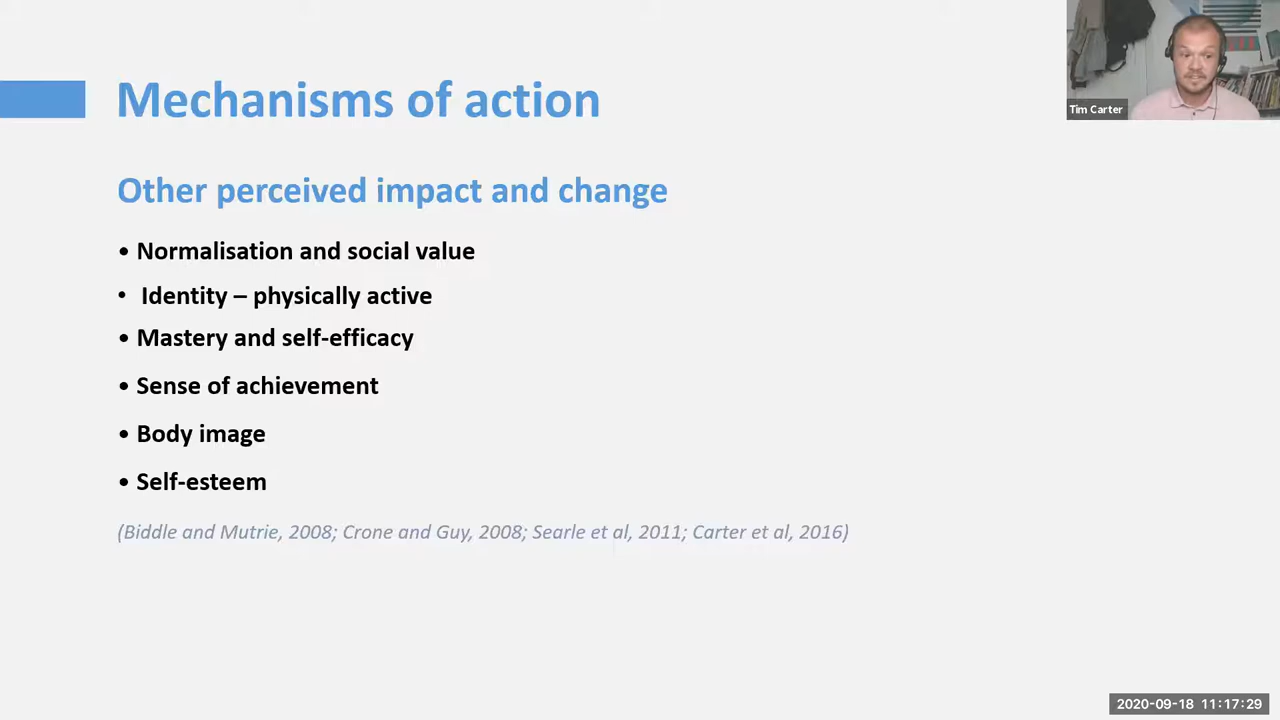 Mechanisms of action
Tim Carter
Other perceived impact and change
• Normalisation and social value
• Identity – physically active
• Mastery and self-efficacy
• Sense of achievement
• Body image
• Self-esteem
(Biddle and Mutrie, 2008; Crone and Guy, 2008; Searle et al, 2011; Carter et al, 2016)
2020-09-18 11:17:29